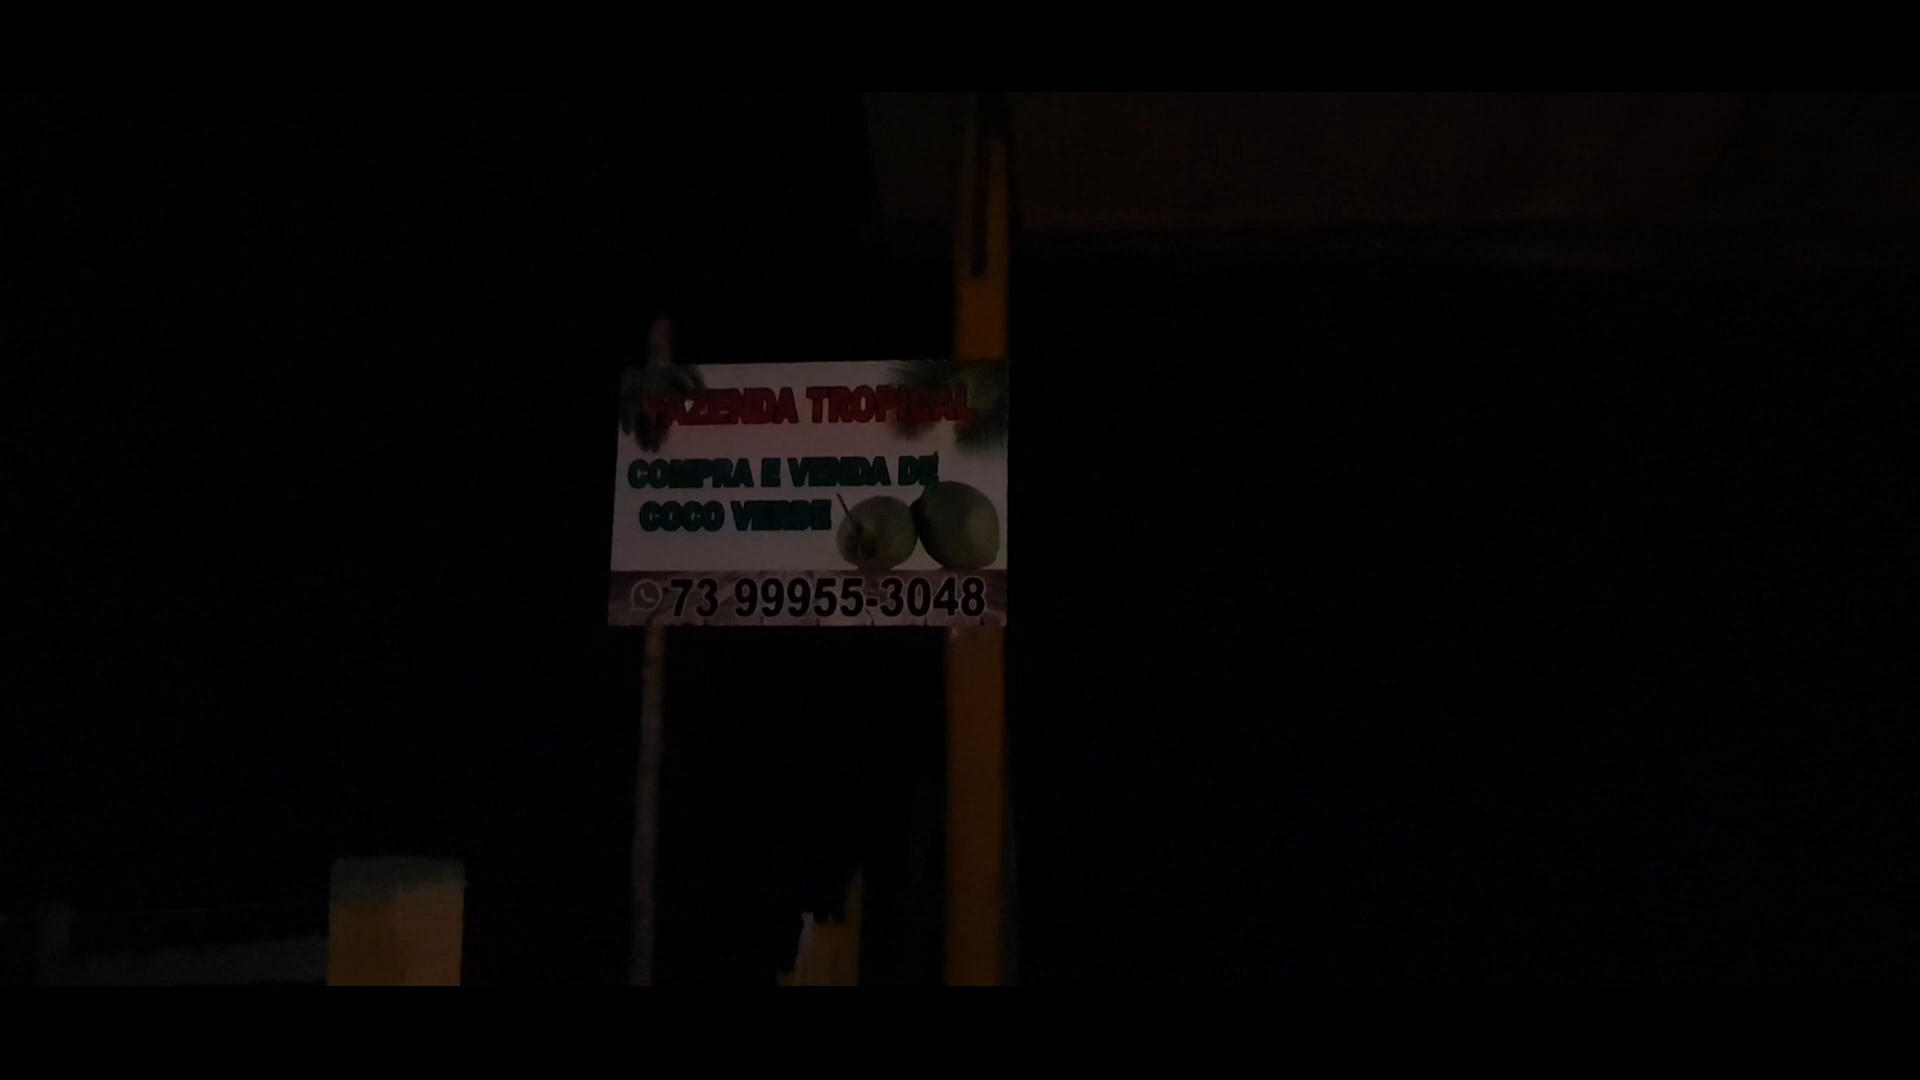 FAZENDA TROPICAL
COMPRA E VENDA DE
COCO VERDE
73 99955-3048